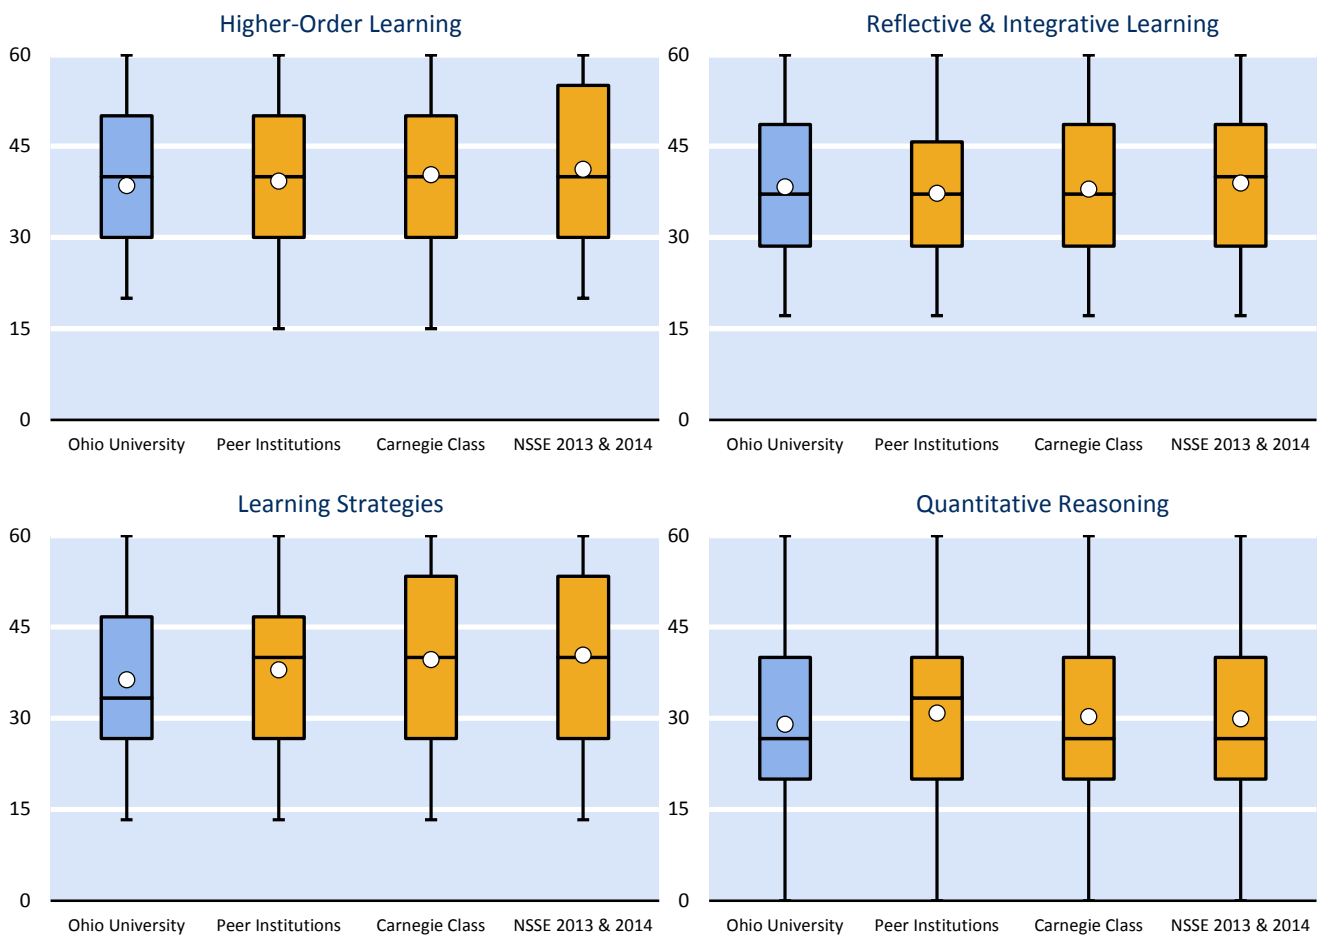 Higher-Order Learning
60
45
30
15
0
Ohio University Peer Institutions Carnegie Class NSSE 2013 & 2014
Reflective & Integrative Learning
60
45
30
15
0
Ohio University Peer Institutions Carnegie Class NSSE 2013 & 2014
Learning Strategies
60
45
30
15
0
Ohio University Peer Institutions Carnegie Class NSSE 2013 & 2014
Quantitative Reasoning
60
45
30
15
0
Ohio University Peer Institutions Carnegie Class NSSE 2013 & 2014